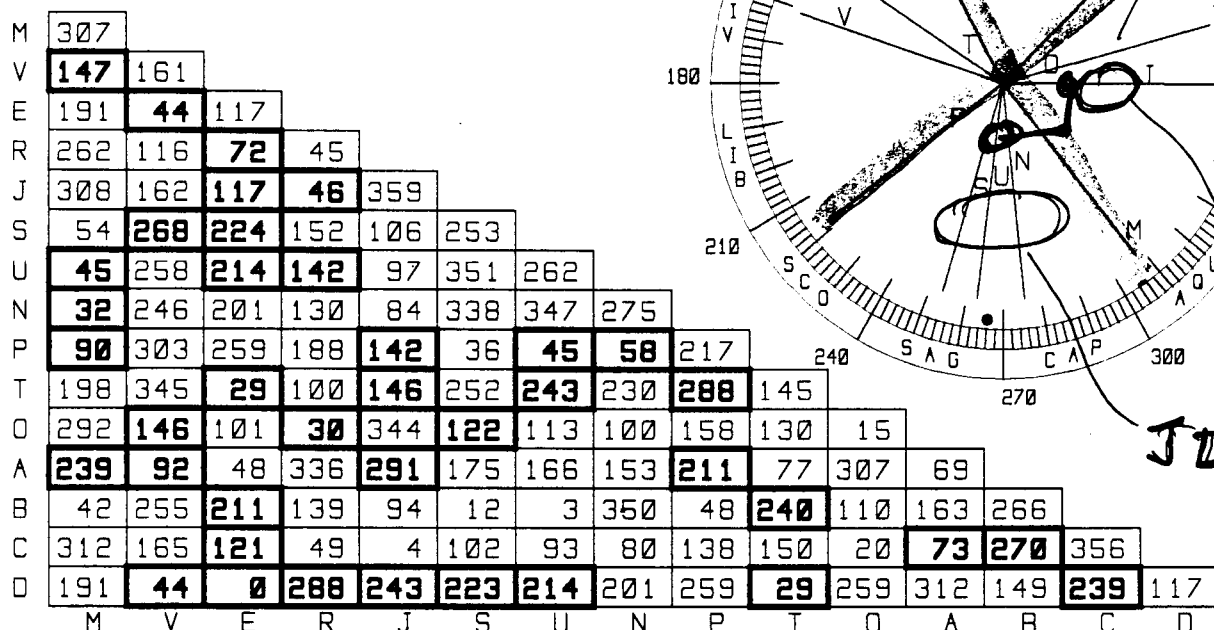 M 307
V 147 161
E 191 44 117
R 262 116 72 45
J 308 162 117 46 359
S 54 268 224 152 106 253
U 45 258 214 142 97 351 262
N 32 246 201 130 84 338 347 275
P 90 303 259 188 142 36 45 58 217
T 198 345 29 100 146 252 243 230 288 145
O 292 146 101 30 344 122 113 100 158 130 15
A 239 92 48 336 291 175 166 153 211 77 307 69
B 42 255 211 139 94 12 3 350 48 240 110 163 266
C 312 165 121 49 4 102 93 80 138 150 20 73 270 356
D 191 44 0 288 243 223 214 201 259 29 259 312 149 239 117
M V E R J S U N P T O A B C D
I V
V
T
O
J
180
LIB
N
SU
M
210
SCO
AQU
240
SAG
CAP
300
270